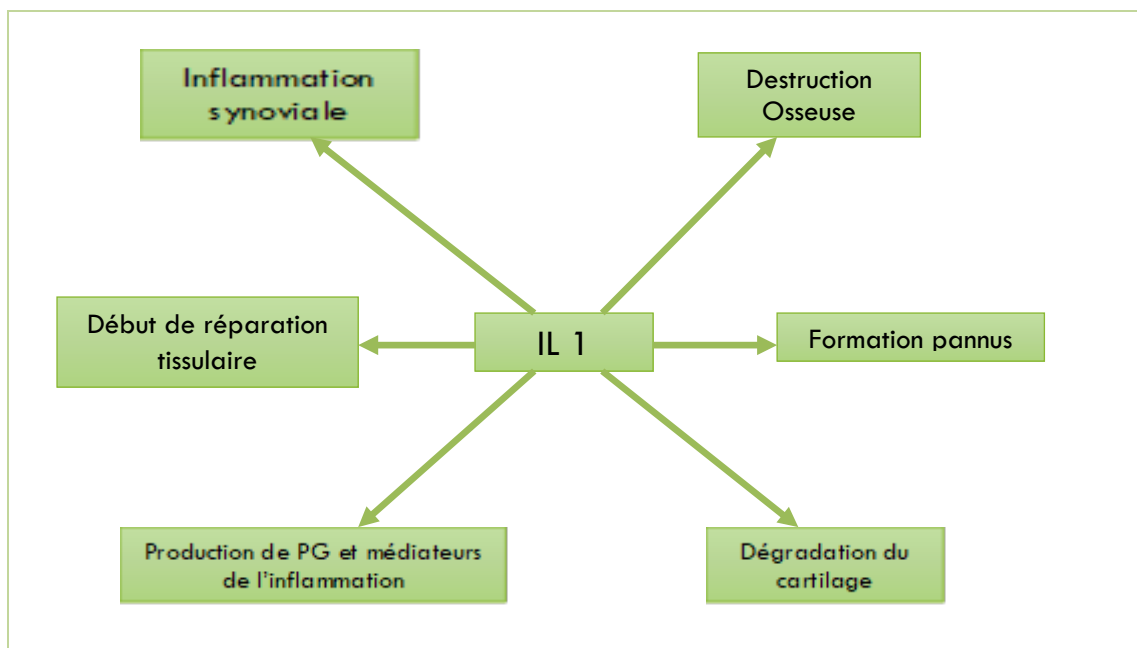 Inflammation
synoviale
Destruction
Osseuse
Début de réparation
tissulaire
IL 1
Formation pannus
Production de PG et médiateurs
de l'inflammation
Dégradation du
cartilage